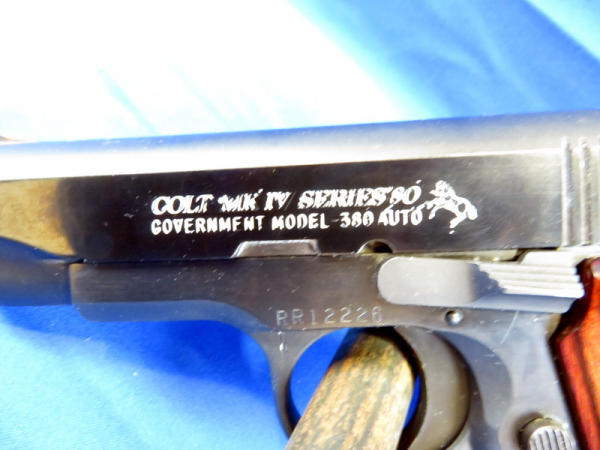 COLT MK IV / SERIES '80
GOVERNMENT MODEL -380 AUTO
RR12226